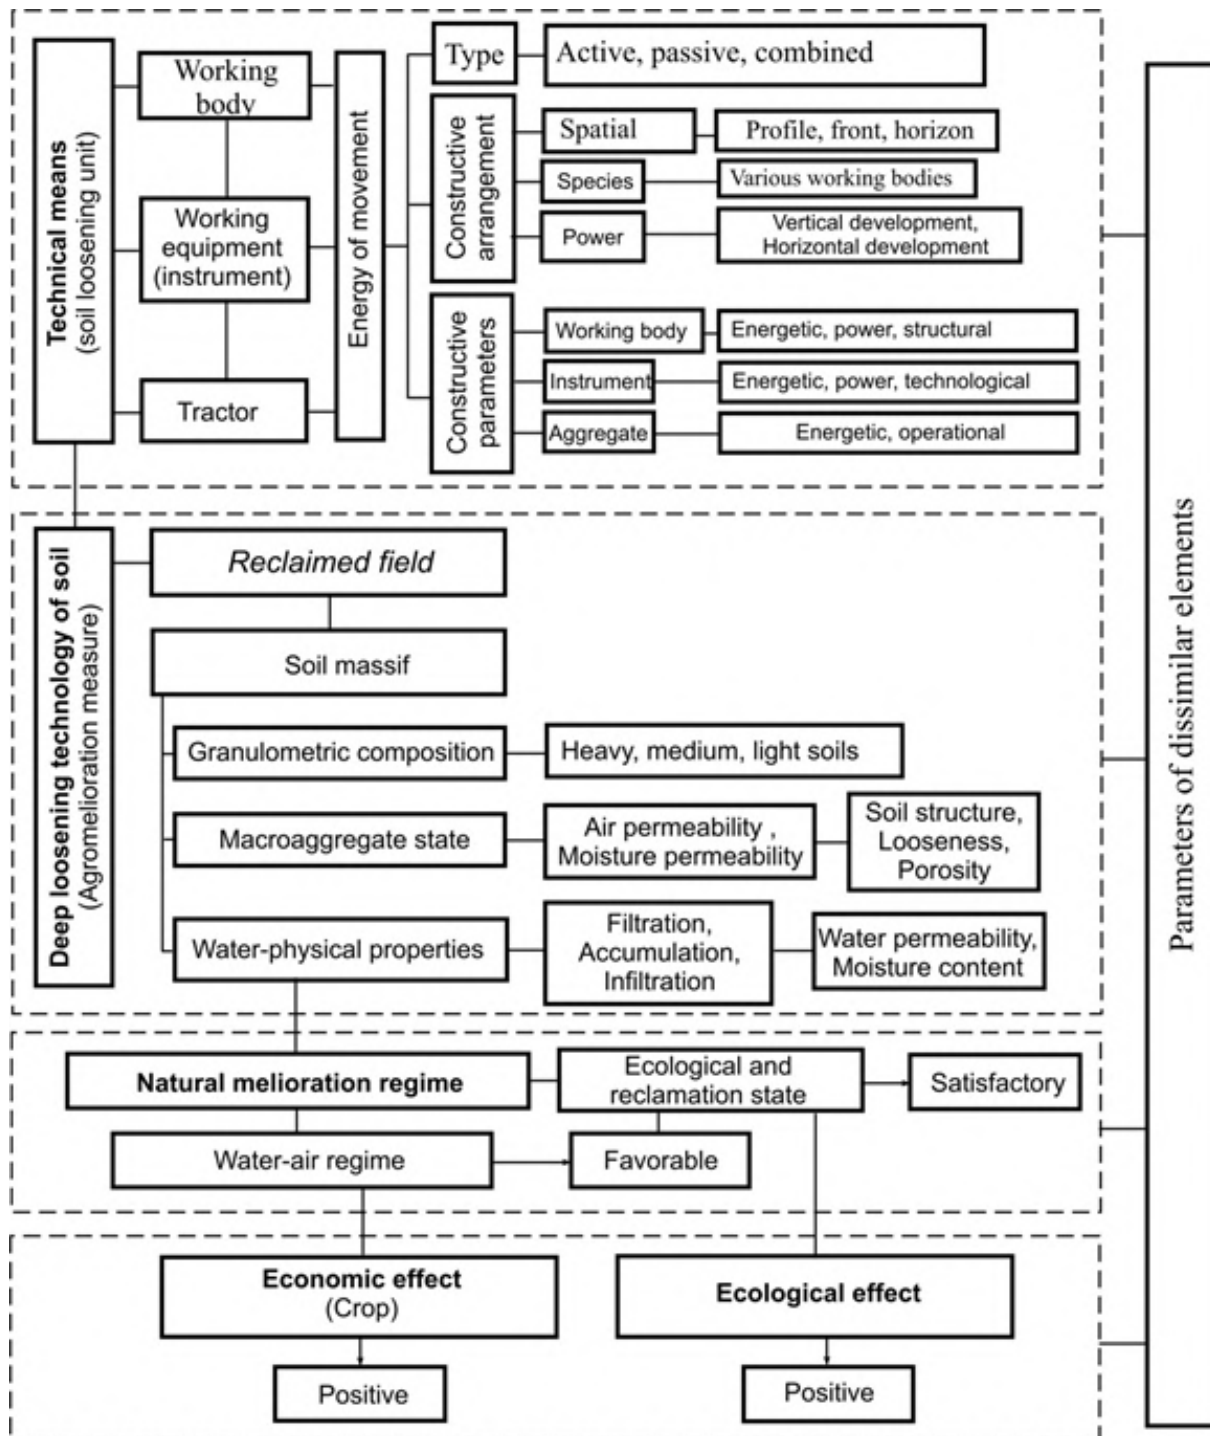 Technical means
(soil loosening unit)
Working
body
Working
equipment
(instrument)
Tractor
Energy of movement
Type
Active, passive, combined
Constructive
arrangement
Spatial
Profile, front, horizon
Species
Various working bodies
Power
Vertical development,
Horizontal development
Constructive
parameters
Working body
Energetic, power, structural
Instrument
Energetic, power, technological
Aggregate
Energetic, operational
Deep loosening technology of soil
(Agromelioration measure)
Reclaimed field
Soil massif
Granulometric composition
Heavy, medium, light soils
Macroaggregate state
Air permeability ,
Moisture permeability
Soil structure,
Looseness,
Porosity
Water-physical properties
Filtration,
Accumulation,
Infiltration
Water permeability,
Moisture content
Natural melioration regime
Ecological and
reclamation state
Satisfactory
Water-air regime
Favorable
Economic effect
(Crop)
Ecological effect
Positive
Positive
Parameters of dissimilar elements